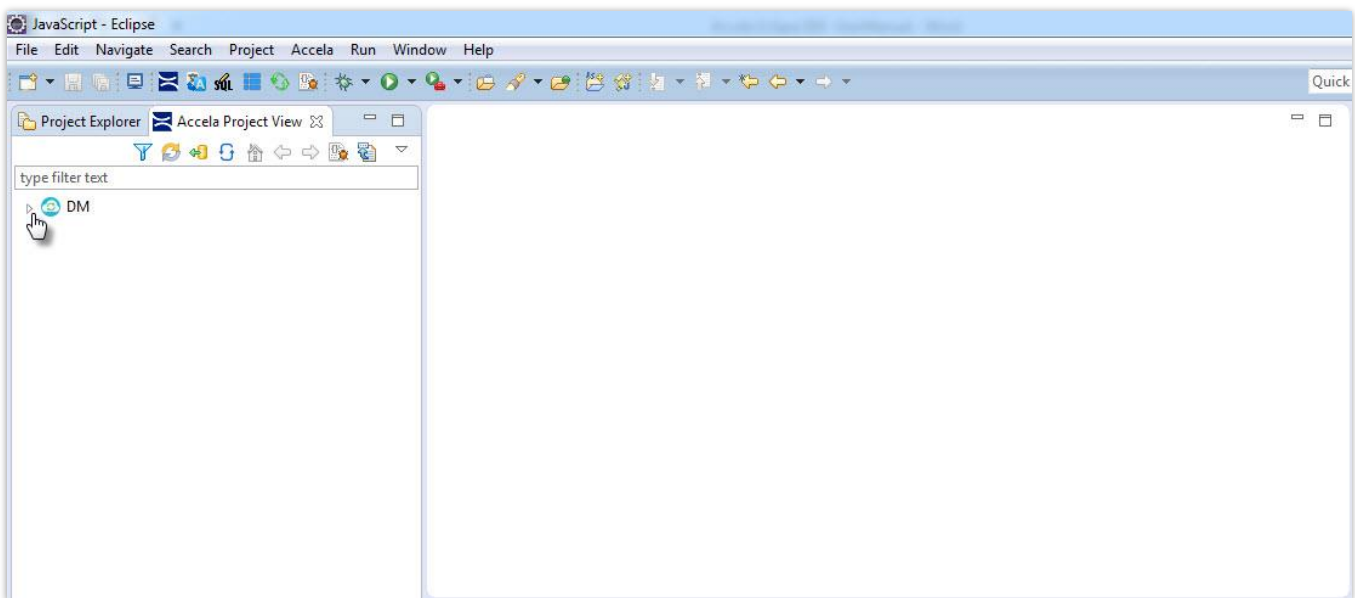 JavaScript - Eclipse
File Edit Navigate Search Project Accela Run Window Help
SQL Quick
Project Explorer Accela Project View
type filter text
DM